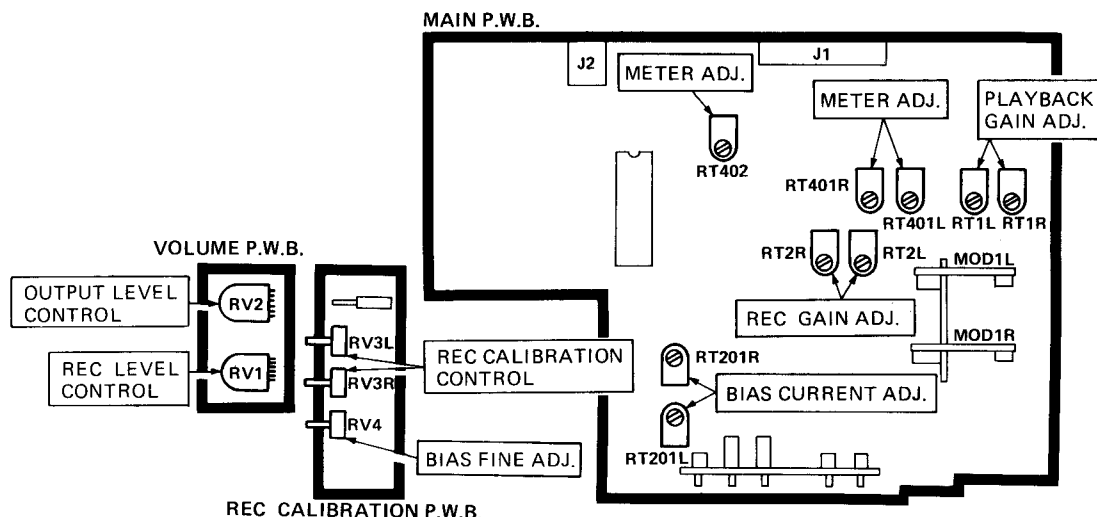 MAIN P.W.B.
J2
J1
METER ADJ.
METER ADJ.
PLAYBACK
GAIN ADJ.
RT402
RT401R
RT401L
RT1L
RT1R
RT2R
RT2L
REC GAIN ADJ.
MOD1L
MOD1R
VOLUME P.W.B.
OUTPUT LEVEL
CONTROL
RV2
REC LEVEL
CONTROL
RV1
RV3L
RV3R
REC CALIBRATION
CONTROL
RV4
BIAS FINE ADJ.
RT201R
BIAS CURRENT ADJ.
RT201L
REC CALIBRATION P.W.B